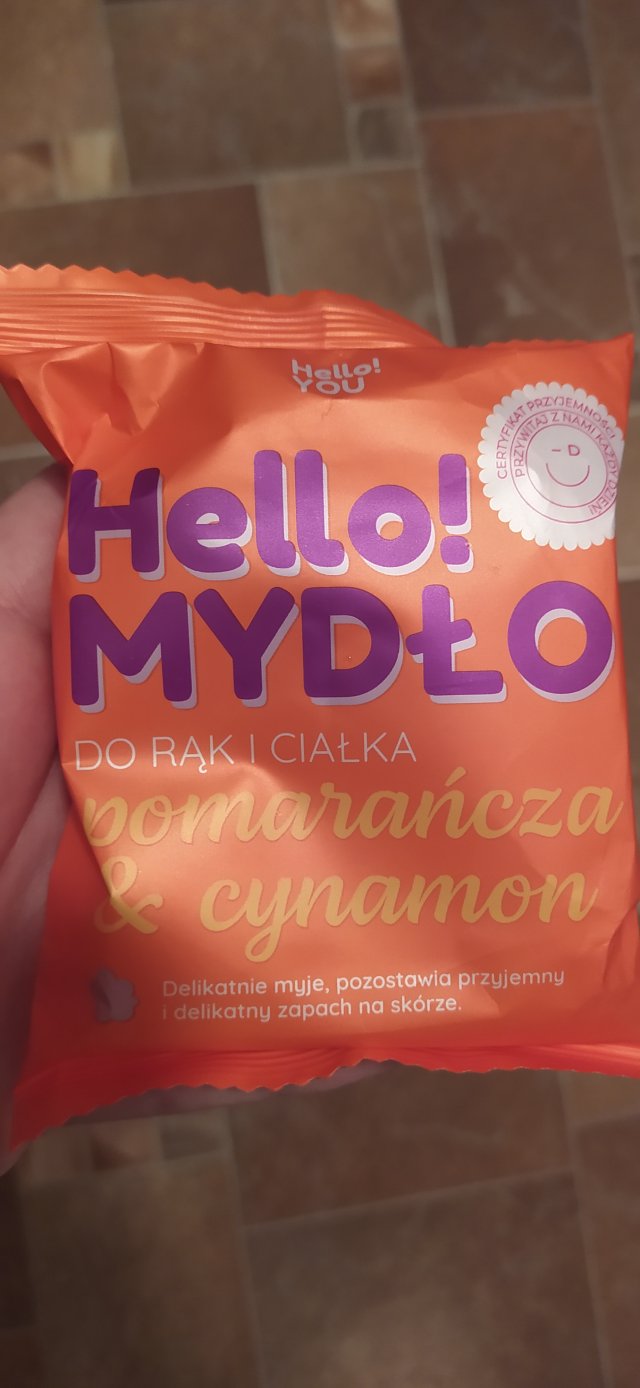 Hello!
YOU
CERTYFIKAT PRZYJEMNOŚCI
PRZYWITAJ Z NAMI KAŻDY DZIEŃ!
Hello!
MYDŁO
DO RĄK I CIAŁKA
pomarańcza
& cynamon
Delikatnie myje, pozostawia przyjemny
i delikatny zapach na skórze.